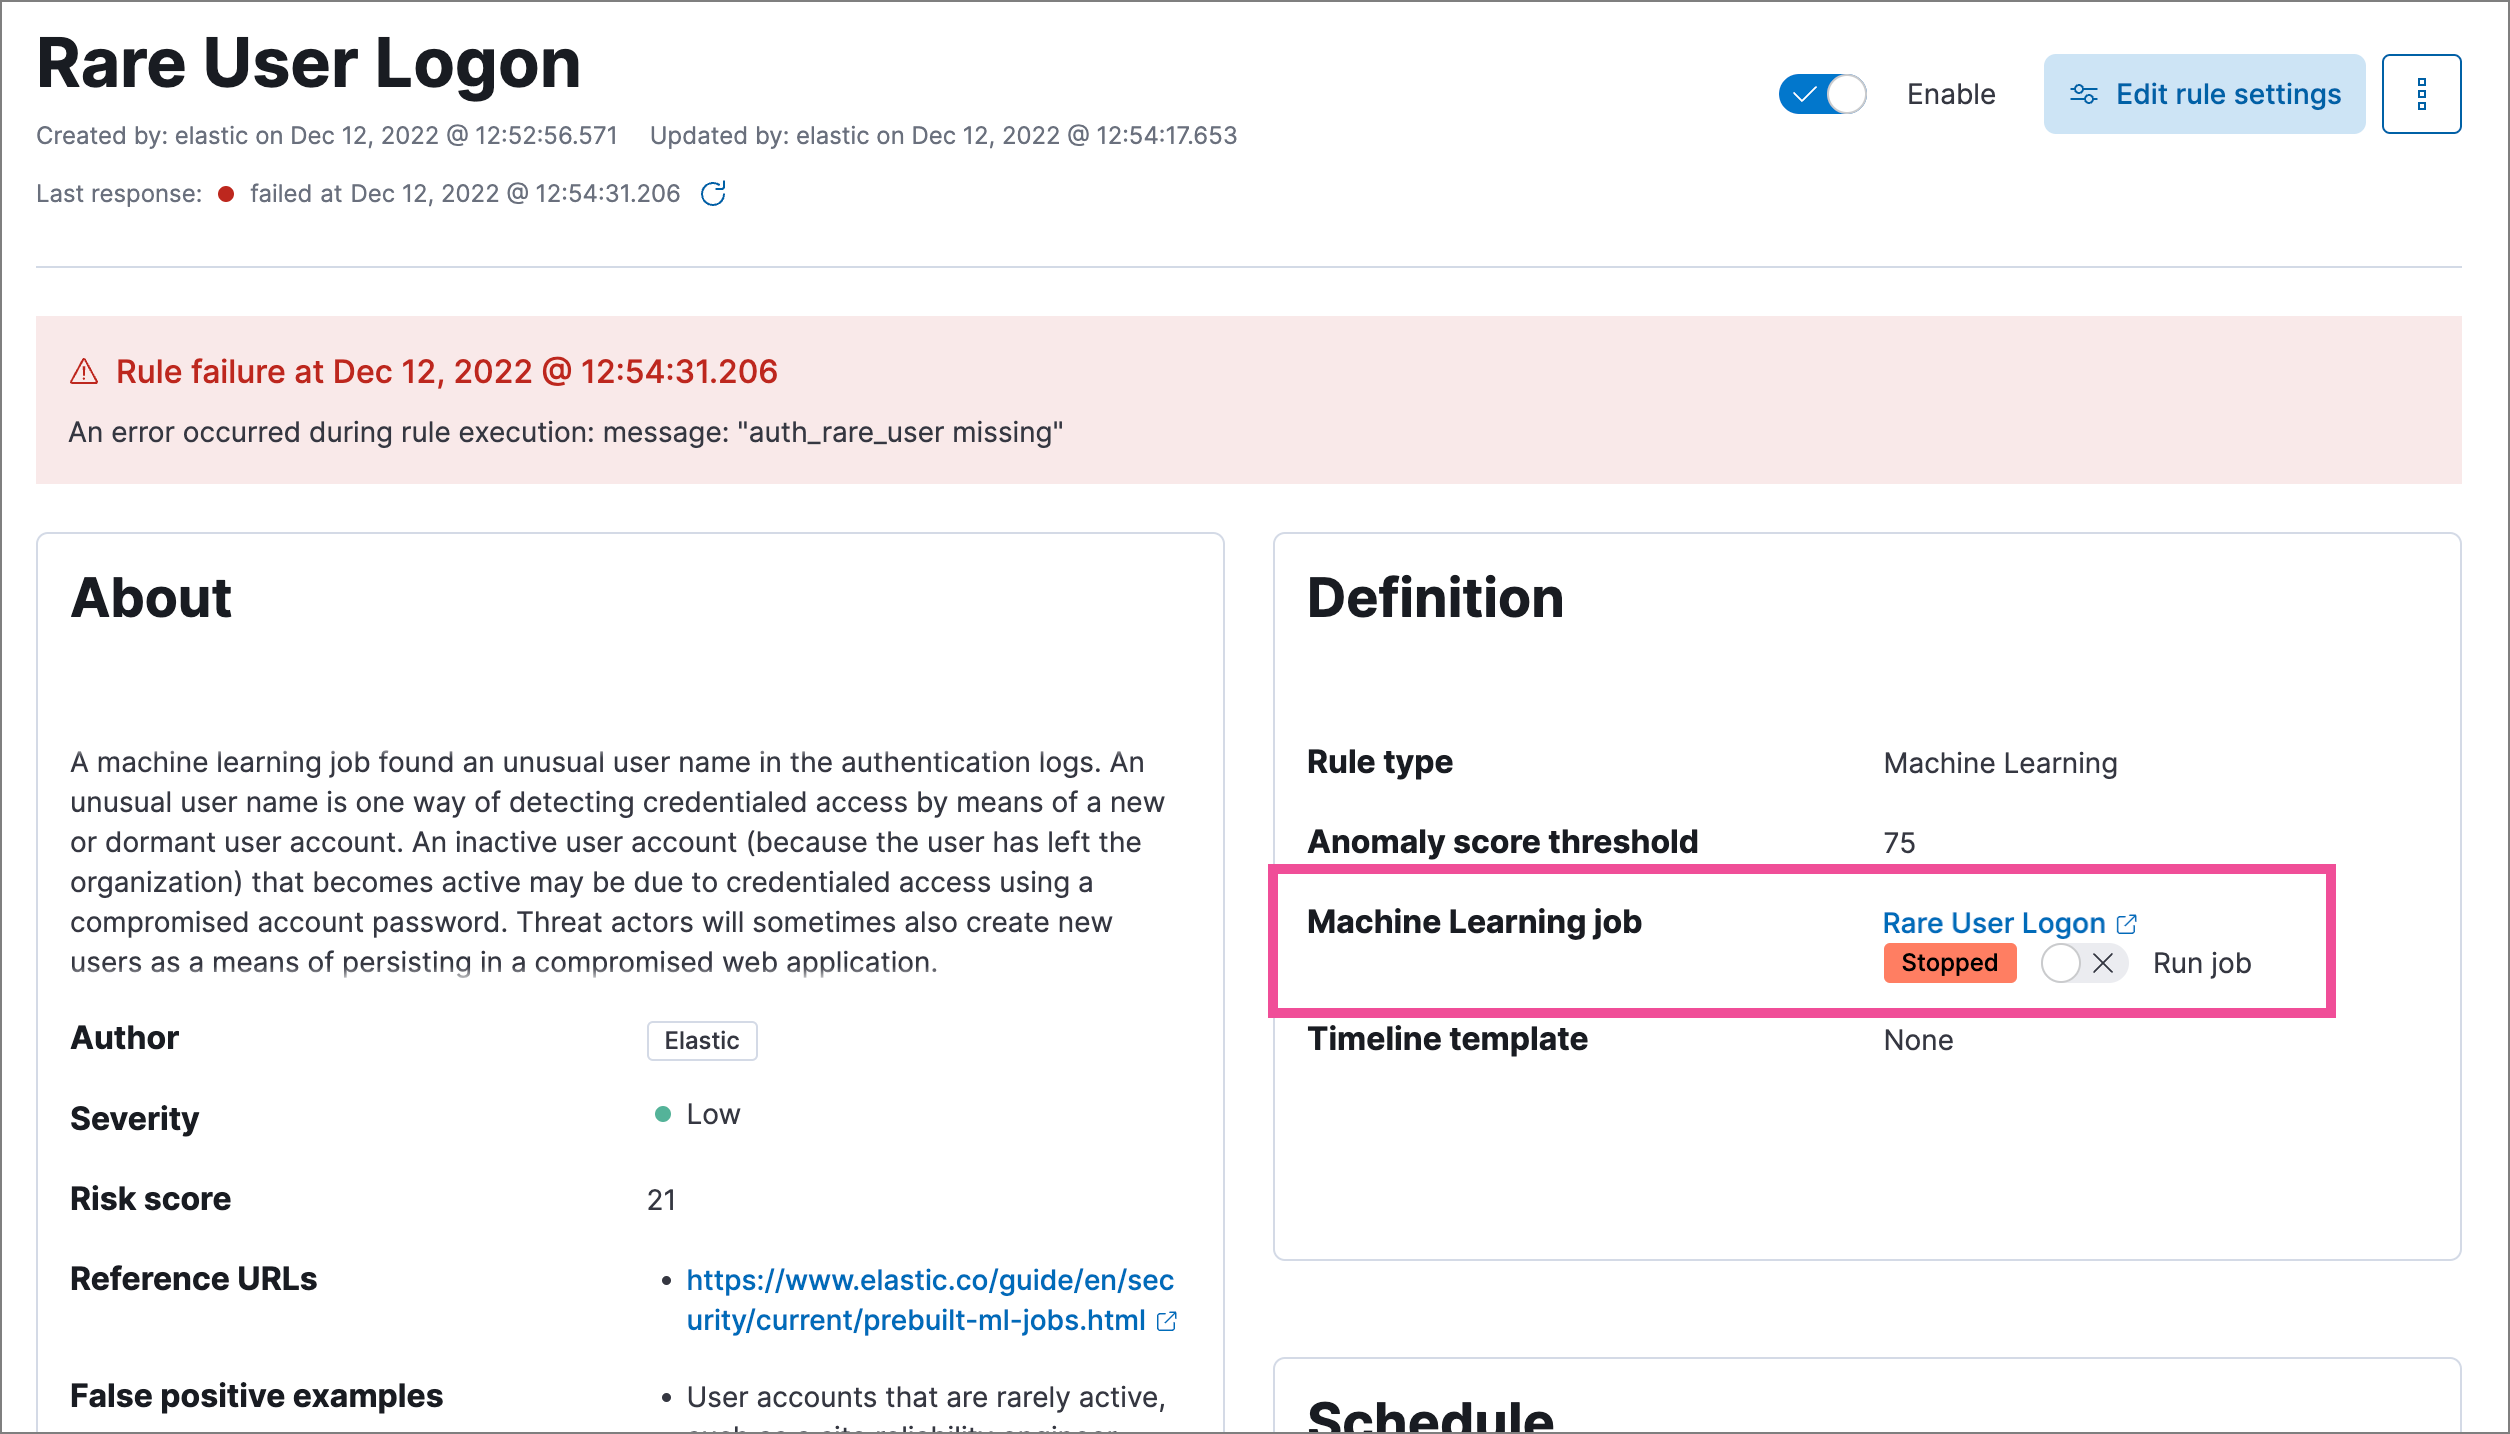 Rare User Logon
Enable
Edit rule settings
Created by: elastic on Dec 12, 2022 @ 12:52:56.571 Updated by: elastic on Dec 12, 2022 @ 12:54:17.653
Last response: failed at Dec 12, 2022 @ 12:54:31.206
Rule failure at Dec 12, 2022 @ 12:54:31.206
An error occurred during rule execution: message: "auth_rare_user missing"
About
A machine learning job found an unusual user name in the authentication logs. An
unusual user name is one way of detecting credentialed access by means of a new
or dormant user account. An inactive user account (because the user has left the
organization) that becomes active may be due to credentialed access using a
compromised account password. Threat actors will sometimes also create new
users as a means of persisting in a compromised web application.
Author Elastic
Severity Low
Risk score 21
Reference URLs • https://www.elastic.co/guide/en/sec
urity/current/prebuilt-ml-jobs.html
False positive examples • User accounts that are rarely active,
such as a site reliability engineer
Definition
Rule type Machine Learning
Anomaly score threshold 75
Machine Learning job Rare User Logon
Stopped Run job
Timeline template None
Schedule